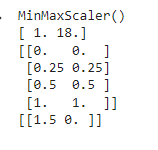 MinMaxScaler()
[ 1. 18.]
[[0.   0.  ]
 [0.25 0.25]
 [0.5  0.5 ]
 [1.   1.  ]]
[[1.5 0. ]]